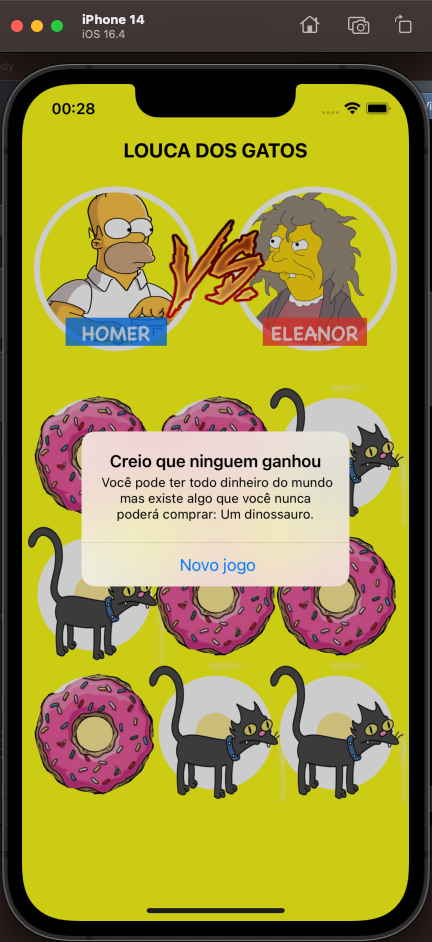 iPhone 14
iOS 16.4
00:28
LOUCA DOS GATOS
VS.
HOMER
ELEANOR
Creio que ninguem ganhou
Você pode ter todo dinheiro do mundo
mas existe algo que você nunca
poderá comprar: Um dinossauro.
Novo jogo